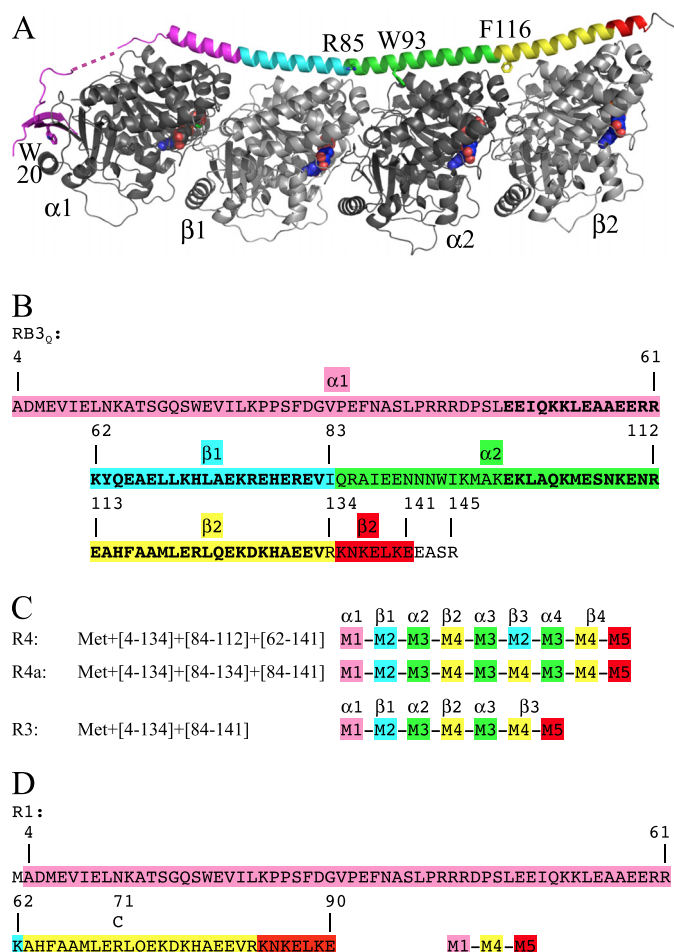 A
R85 W93 F116
W
20
α1 β1 α2 β2
B
RB3Q:
4 61
α1
ADMEVIELNKATSGQSWEVILKPPSFDGVPEFNASLPRRRDPSLEEIQKKLEAAEERR
62 83 112
β1 α2
KYQEAELLKHLAEKREHEREVIQRAIEENNNWIKMAKEKLAQKMESNKENR
113 134 141 145
β2 β2
EAHFAAMLERLQEKDKHAEEVRKNKELKEEASR
C
α1 β1 α2 β2 α3 β3 α4 β4
R4: Met+[4-134]+[84-112]+[62-141] M1-M2-M3-M4-M3-M2-M3-M4-M5
R4a: Met+[4-134]+[84-134]+[84-141] M1-M2-M3-M4-M3-M4-M3-M4-M5
α1 β1 α2 β2 α3 β3
R3: Met+[4-134]+[84-141] M1-M2-M3-M4-M3-M4-M5
D
R1:
4 61
MADMEVIELNKATSGQSWEVILKPPSFDGVPEFNASLPRRRDPSLEEIQKKLEAAEERR
62 71 90
C
KAHFAAMLERLQEKDKHAEEVRKNKELKE M1-M4-M5